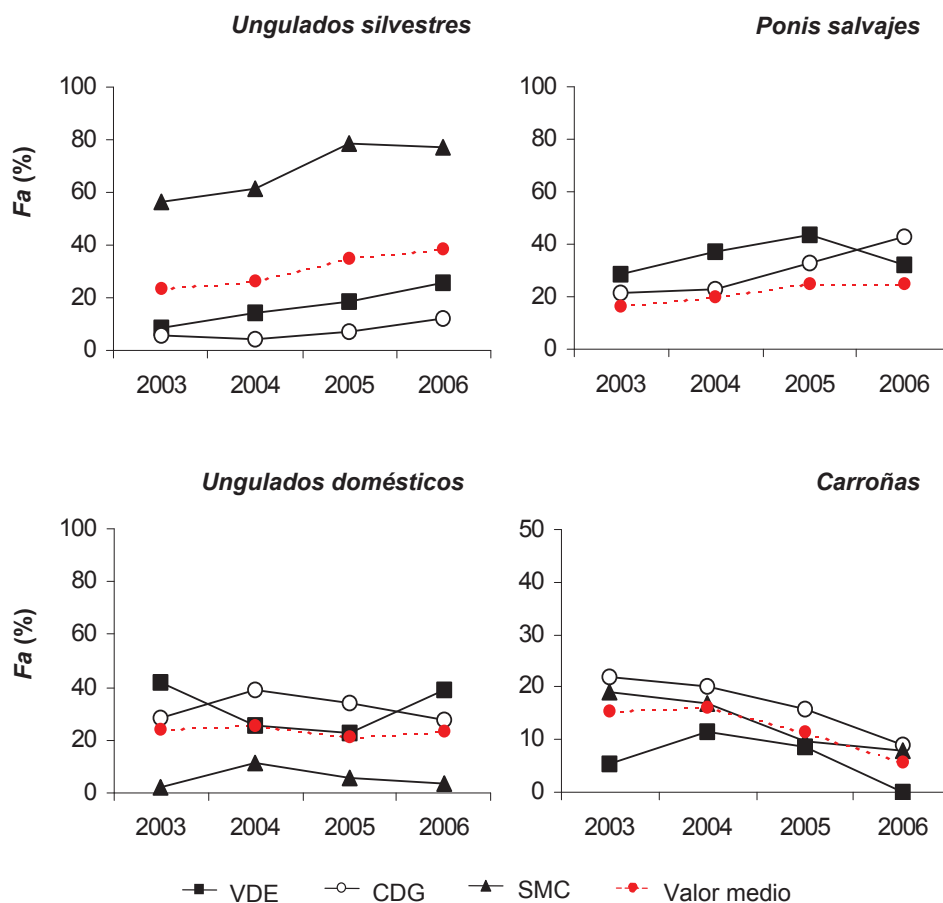 Ungulados silvestres
Ponis salvajes
Fa (%)
100
80
60
40
20
0
2003 2004 2005 2006
100
80
60
40
20
0
2003 2004 2005 2006
Ungulados domésticos
Carroñas
Fa (%)
100
80
60
40
20
0
2003 2004 2005 2006
50
40
30
20
10
0
2003 2004 2005 2006
VDE CDG SMC Valor medio